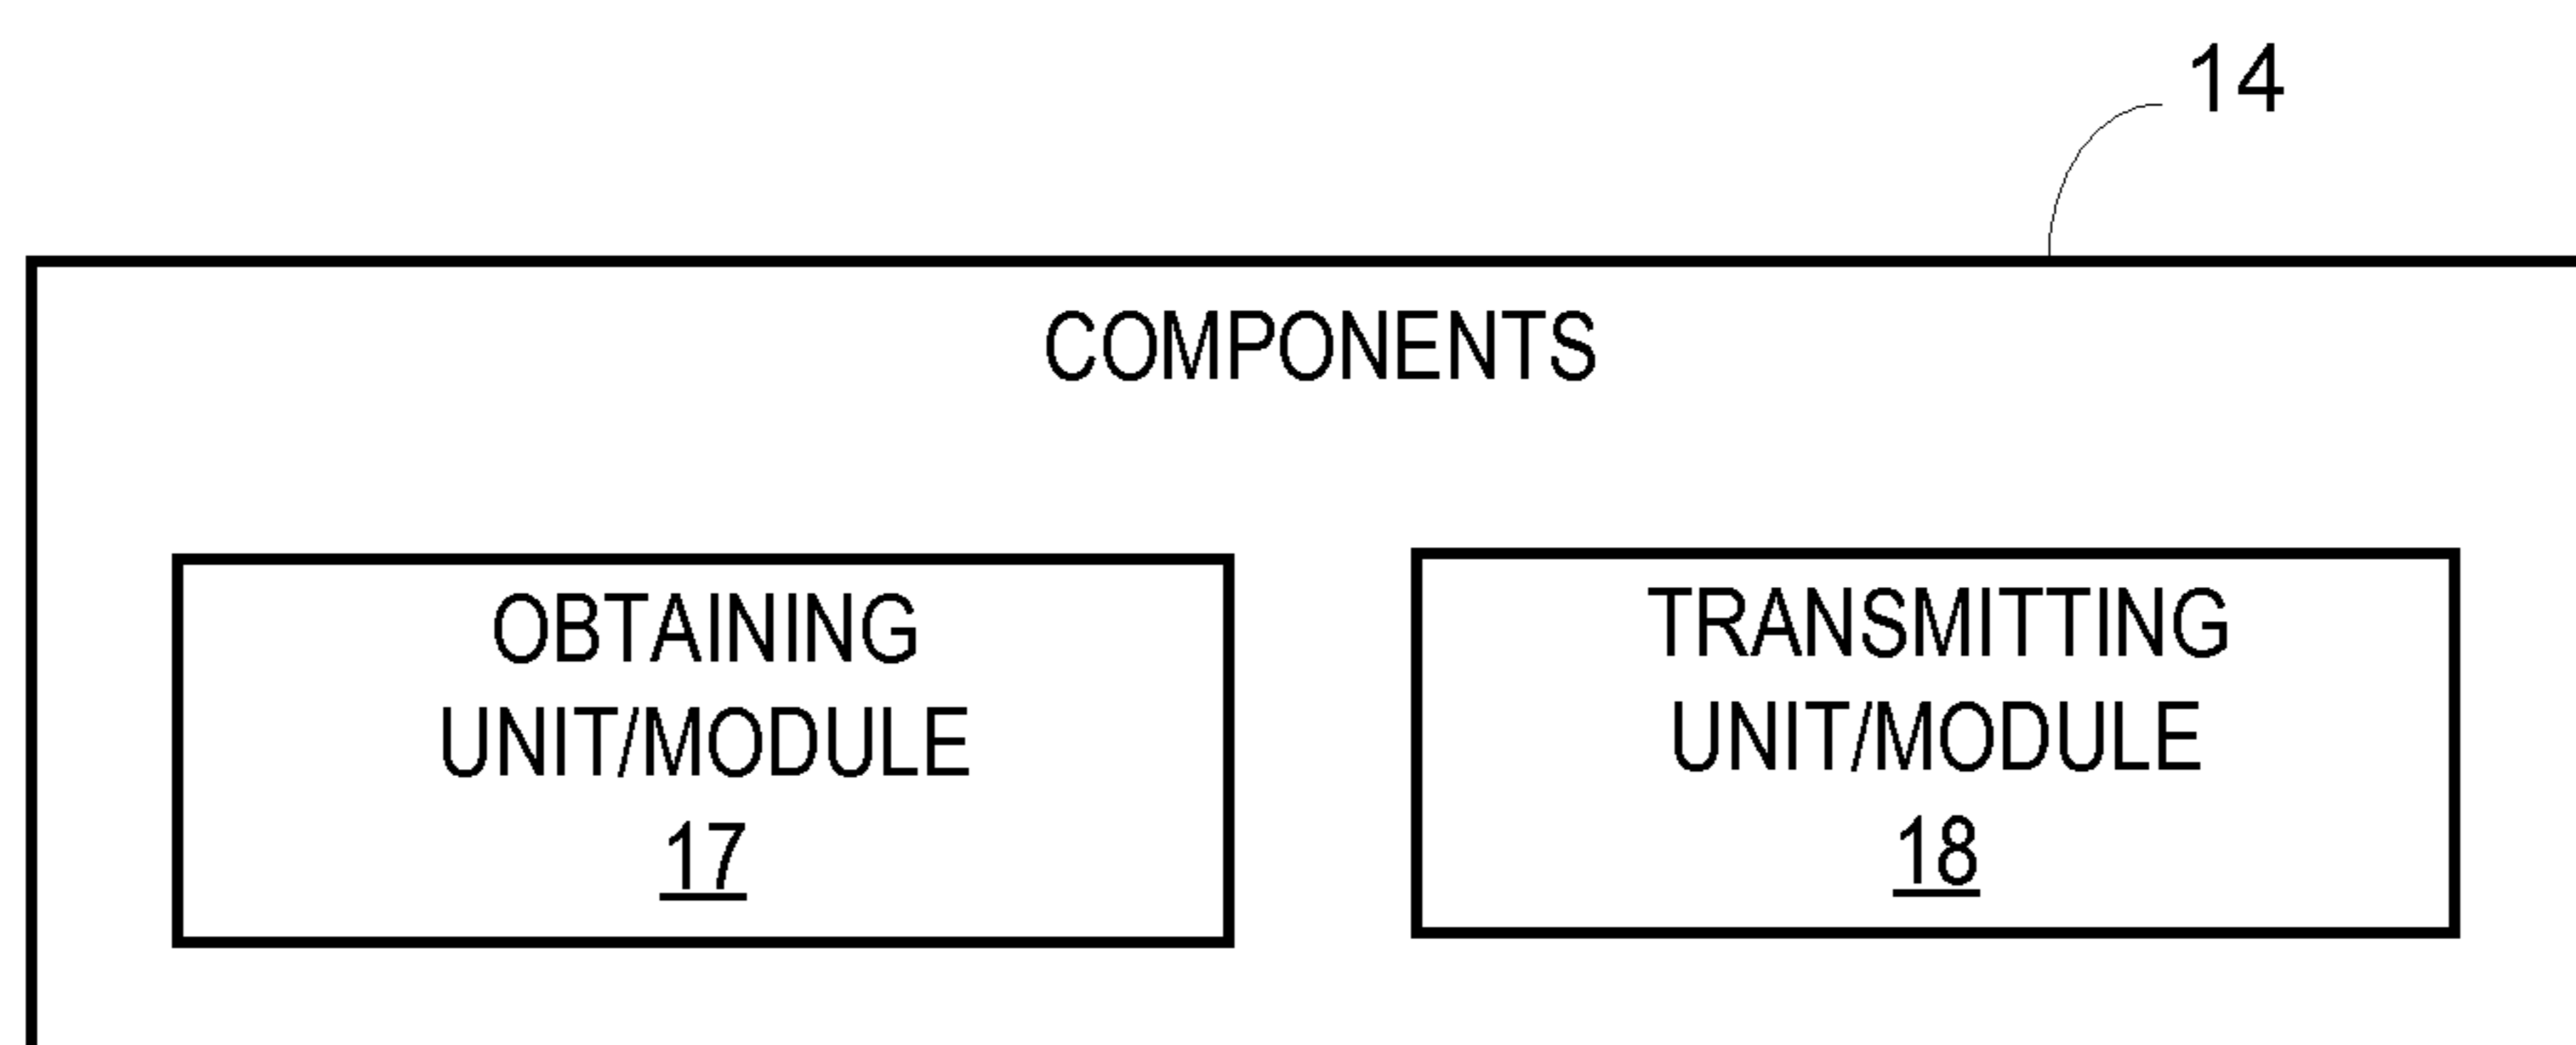 14
COMPONENTS
OBTAINING
UNIT/MODULE
17
TRANSMITTING
UNIT/MODULE
18